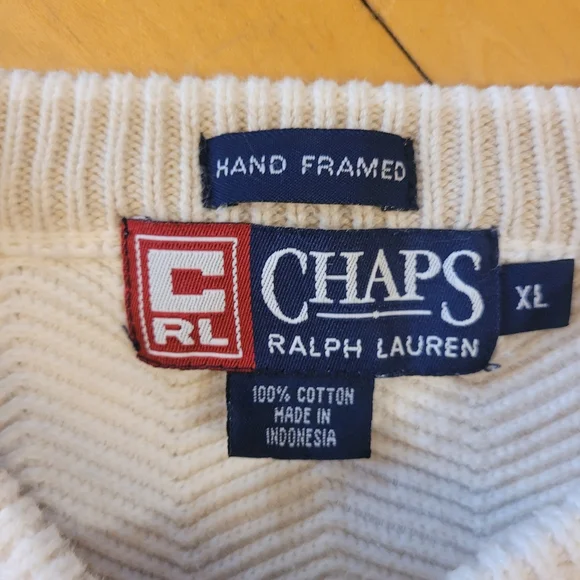 HAND FRAMED
C
RL
CHAPS
RALPH LAUREN
XL
100% COTTON
MADE IN
INDONESIA